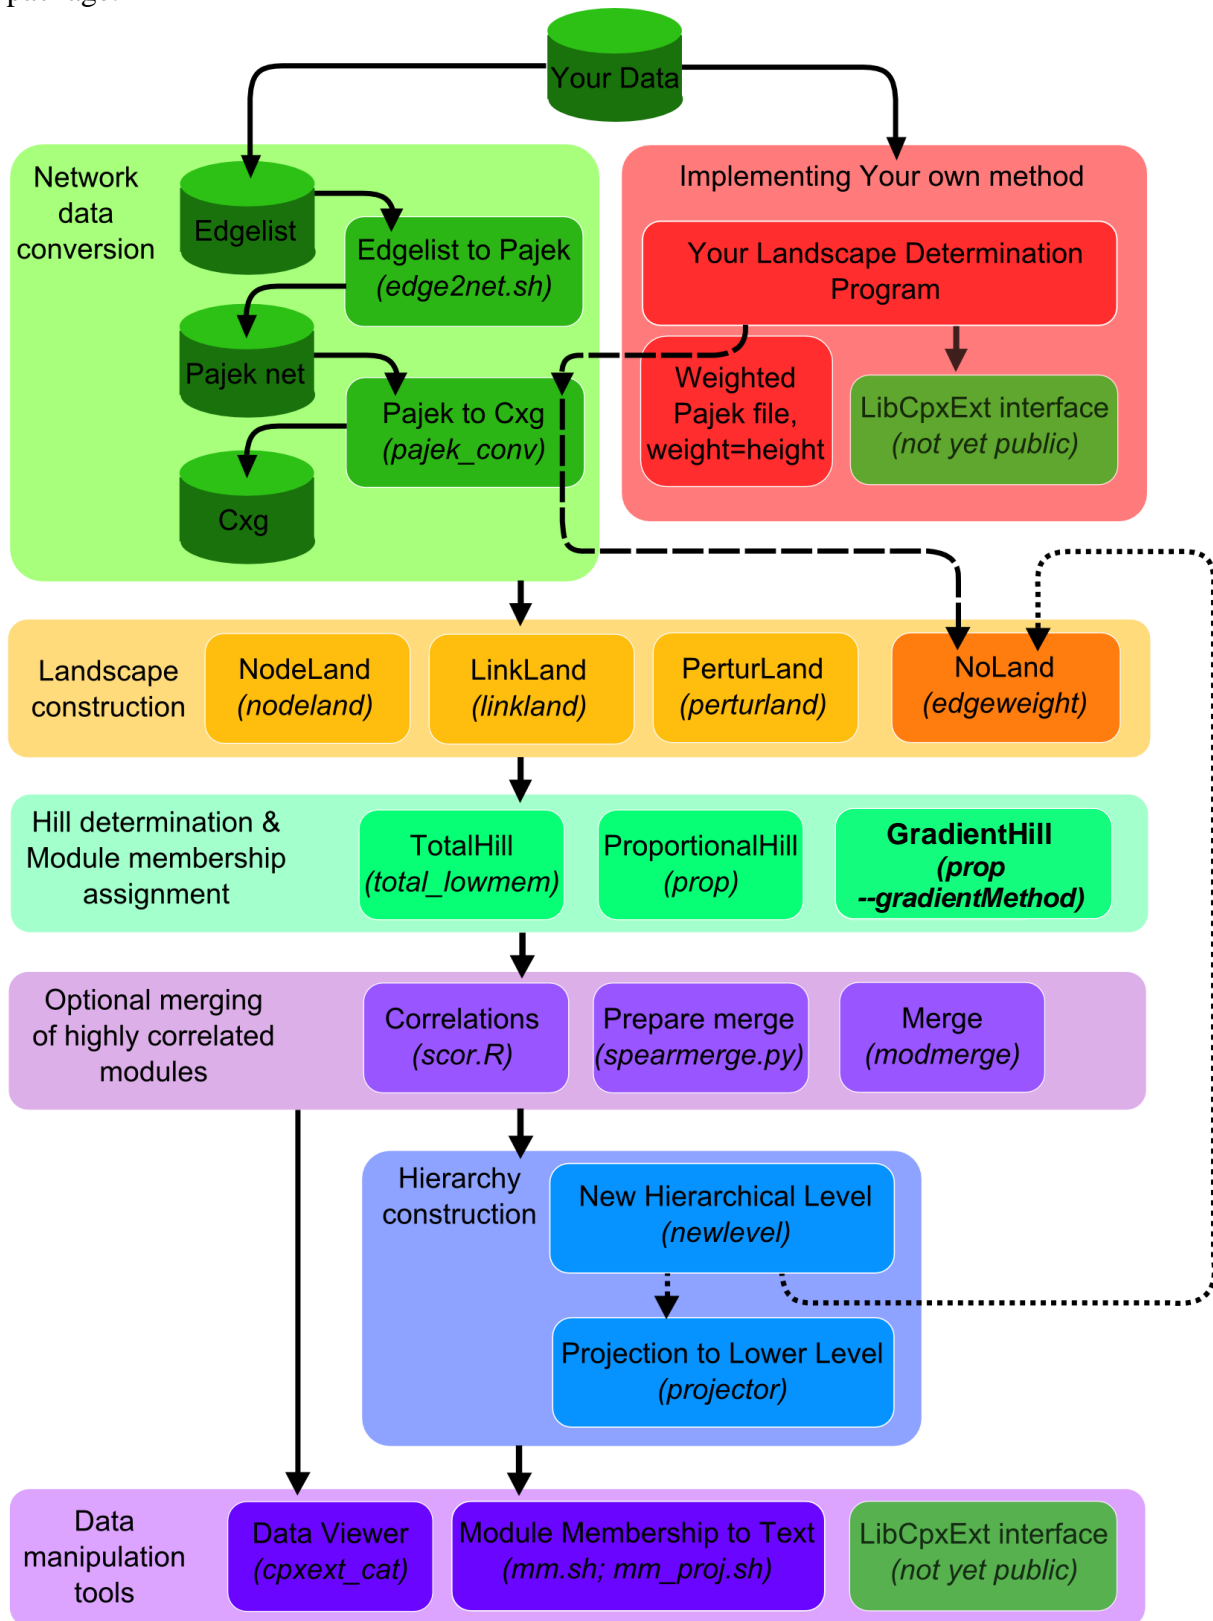 package.
Your Data
Network
data
conversion
Edgelist
Edgelist to Pajek
(edge2net.sh)
Pajek net
Pajek to Cxg
(pajek_conv)
Cxg
Implementing Your own method
Your Landscape Determination
Program
Weighted
Pajek file,
weight=height
LibCpxExt interface
(not yet public)
Landscape
construction
NodeLand
(nodeland)
LinkLand
(linkland)
PerturLand
(perturland)
NoLand
(edgeweight)
Hill determination &
Module membership
assignment
TotalHill
(total_lowmem)
ProportionalHill
(prop)
GradientHill
(prop
--gradientMethod)
Optional merging
of highly correlated
modules
Correlations
(scor.R)
Prepare merge
(spearmerge.py)
Merge
(modmerge)
Hierarchy
construction
New Hierarchical Level
(newlevel)
Projection to Lower Level
(projector)
Data
manipulation
tools
Data Viewer
(cpxext_cat)
Module Membership to Text
(mm.sh; mm_proj.sh)
LibCpxExt interface
(not yet public)